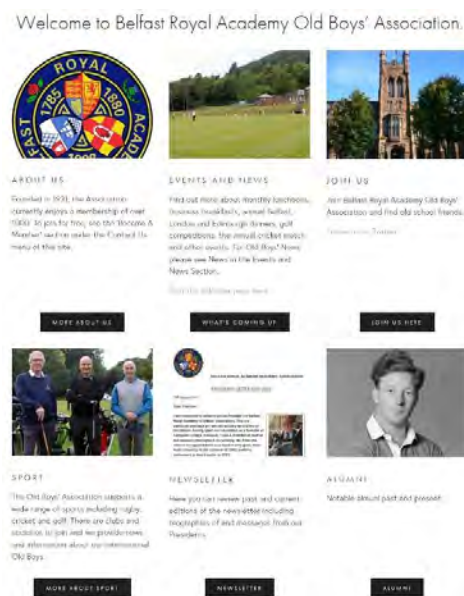 Welcome to Belfast Royal Academy Old Boys' Association.
BELFAST ROYAL ACADEMY
1785 1880
ABOUT US
Founded in 1931, the Association
currently enjoys a membership of over
To join for free, see the 'Become A
Member' section under the Contact Us
menu of this site.
MORE ABOUT US
EVENTS AND NEWS
Find out more about monthly luncheons,
business breakfasts, annual Belfast,
London and Edinburgh dinners, golf
competitions, the annual cricket match
and other events. For Old Boys' News
please see News in the Events and
News Section.
WHAT'S COMING UP
JOIN US
Join Belfast Royal Academy Old Boys'
Association and find old school friends.
JOIN US HERE
SPORT
The Old Boys' Association supports a
wide range of sports including rugby,
cricket and golf. There are clubs and
societies to join and we provide news
and information about our international
Old Boys.
MORE ABOUT SPORT
NEWSLETTER
Here you can review past and current
editions of the newsletter including
biographies of and messages from our
Presidents.
NEWSLETTER
ALUMNI
Notable alumni past and present.
ALUMNI